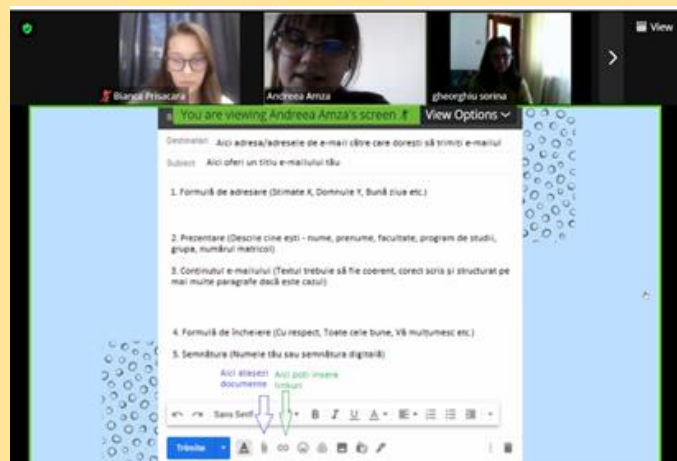 View
Bianca Prisacara
Andreea Amza
gheorghiu sorina
You are viewing Andreea Amza's screen
View Options
Destinatari Aici adresa/adresele de e-mail către care dorești să trimiți e-mailul
Subiect Aici oferi un titlu e-mailului tău
1. Formulă de adresare (Stimate X, Domnule Y, Bună ziua etc.)
2. Prezentare (Descrie cine ești - nume, prenume, facultate, program de studii,
grupa, numărul matricol)
3. Conținutul e-mailului (Textul trebuie să fie coerent, corect scris și structurat pe
mai multe paragrafe dacă este cazul)
4. Formulă de încheiere (Cu respect, Toate cele bune, Vă mulțumesc etc.)
5. Semnătura (Numele tău sau semnătura digitală)
Aici atașezi
documente
Aici poți insera
linkuri
Sans Serif
B I U A
Trimite
A